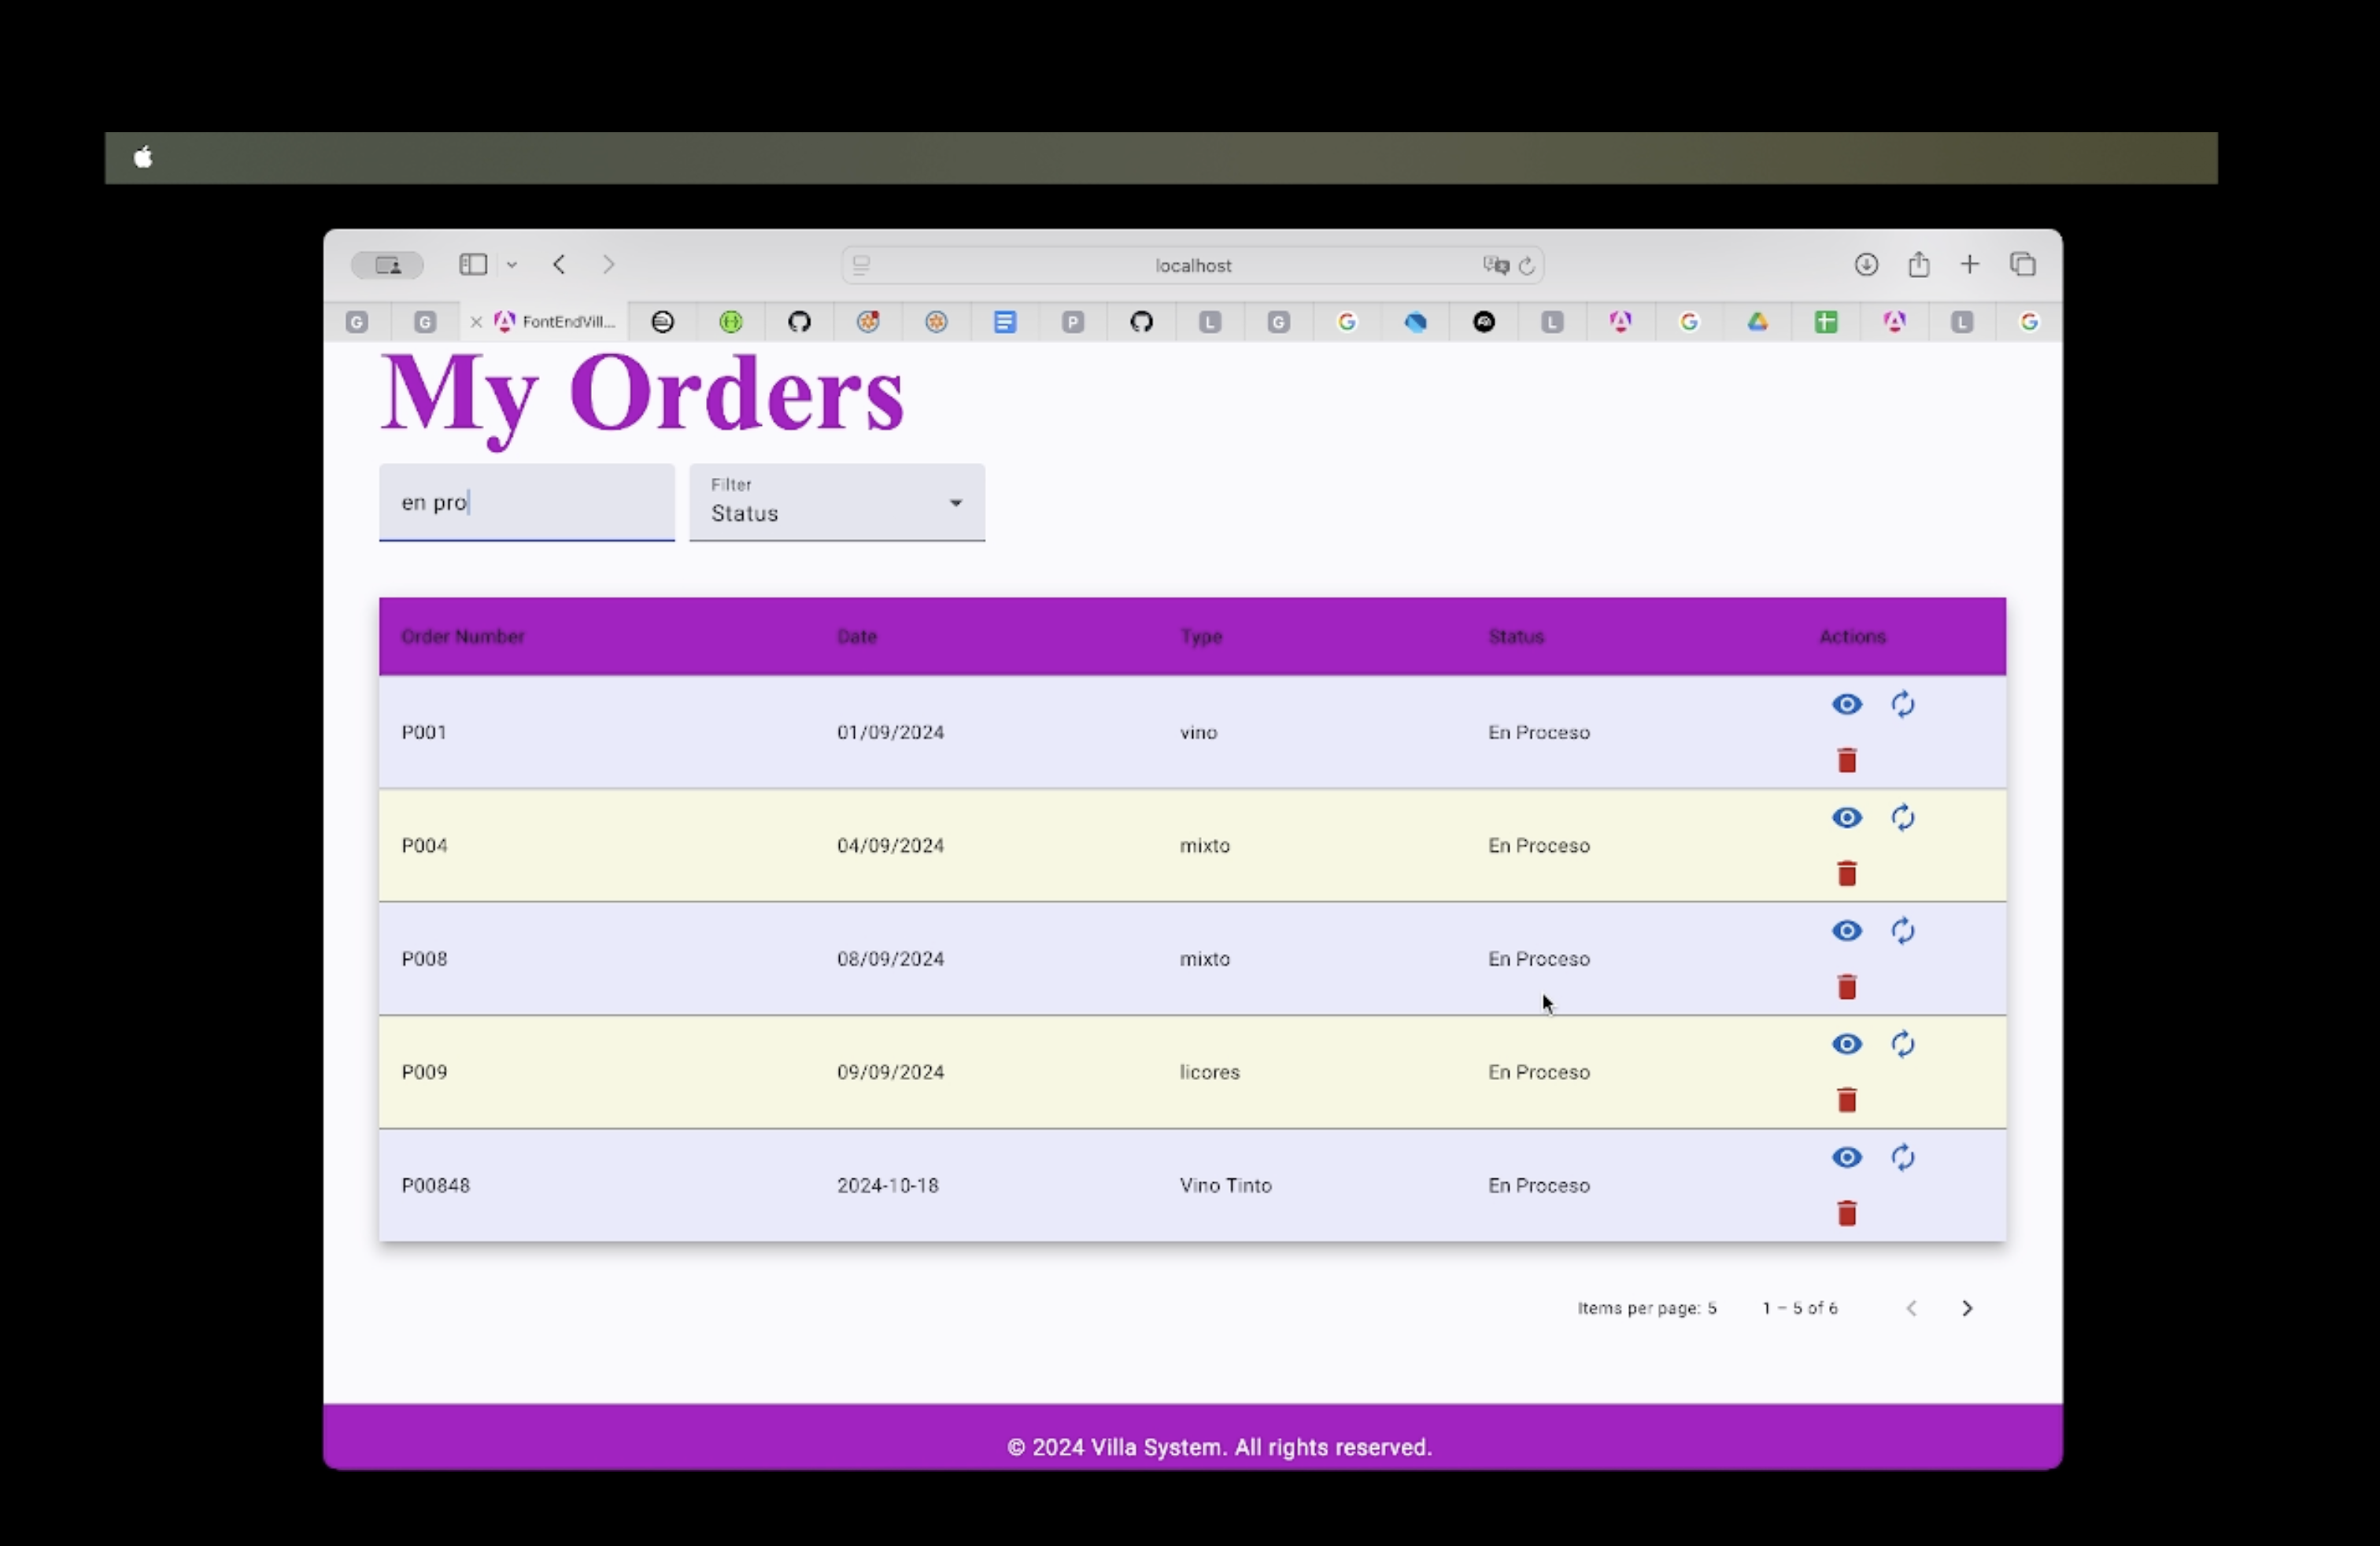 localhost
G G FontEndVill... P L G G L G L G
My Orders
en pro
Filter
Status
Order Number Date Type Status Actions
P001 01/09/2024 vino En Proceso
P004 04/09/2024 mixto En Proceso
P008 08/09/2024 mixto En Proceso
P009 09/09/2024 licores En Proceso
P00848 2024-10-18 Vino Tinto En Proceso
Items per page: 5 1 – 5 of 6
© 2024 Villa System. All rights reserved.